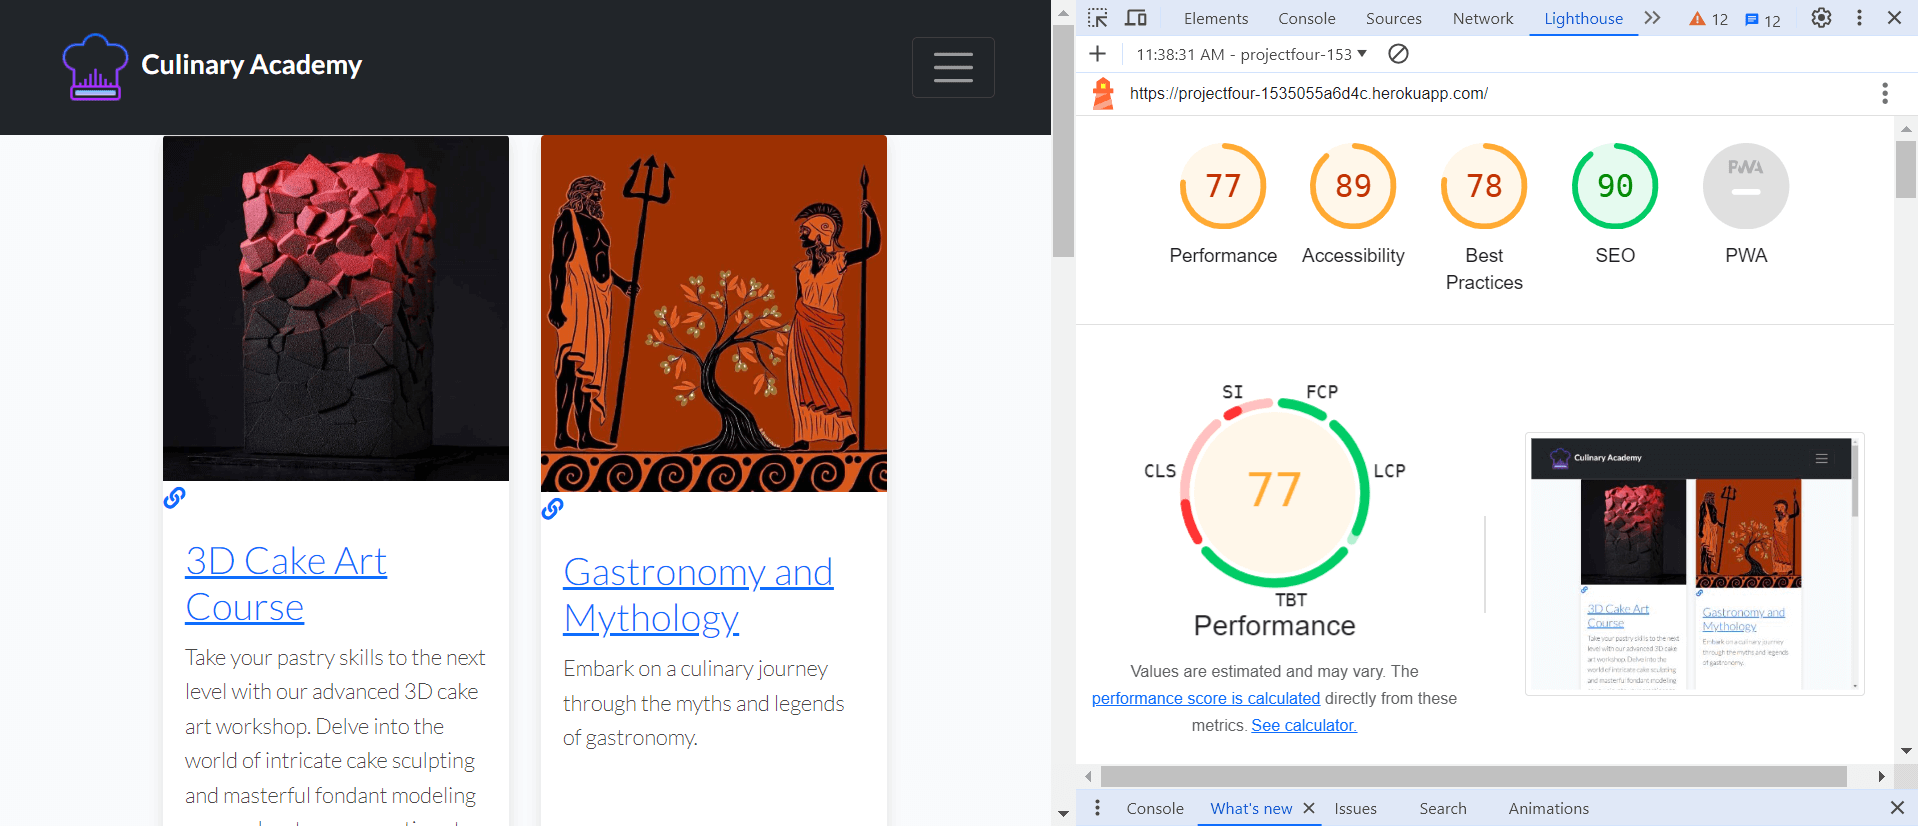 Culinary Academy
3D Cake Art
Course
Take your pastry skills to the next
level with our advanced 3D cake
art workshop. Delve into the
world of intricate cake sculpting
and masterful fondant modeling
Gastronomy and
Mythology
Embark on a culinary journey
through the myths and legends
of gastronomy.
Elements Console Sources Network Lighthouse 12 12
11:38:31 AM - projectfour-153
https://projectfour-1535055a6d4c.herokuapp.com/
77 89 78 90 PWA
Performance Accessibility Best Practices SEO PWA
SI FCP
CLS LCP
77
TBT
Performance
Values are estimated and may vary. The
performance score is calculated directly from these
metrics. See calculator.
Culinary Academy
3D Cake Art
Course
Take your pastry skills to the next
level with our advanced 3D cake
art workshop. Delve into the
world of intricate cake sculpting
and masterful fondant modeling
Gastronomy and
Mythology
Embark on a culinary journey
through the myths and legends
of gastronomy.
Console What's new Issues Search Animations